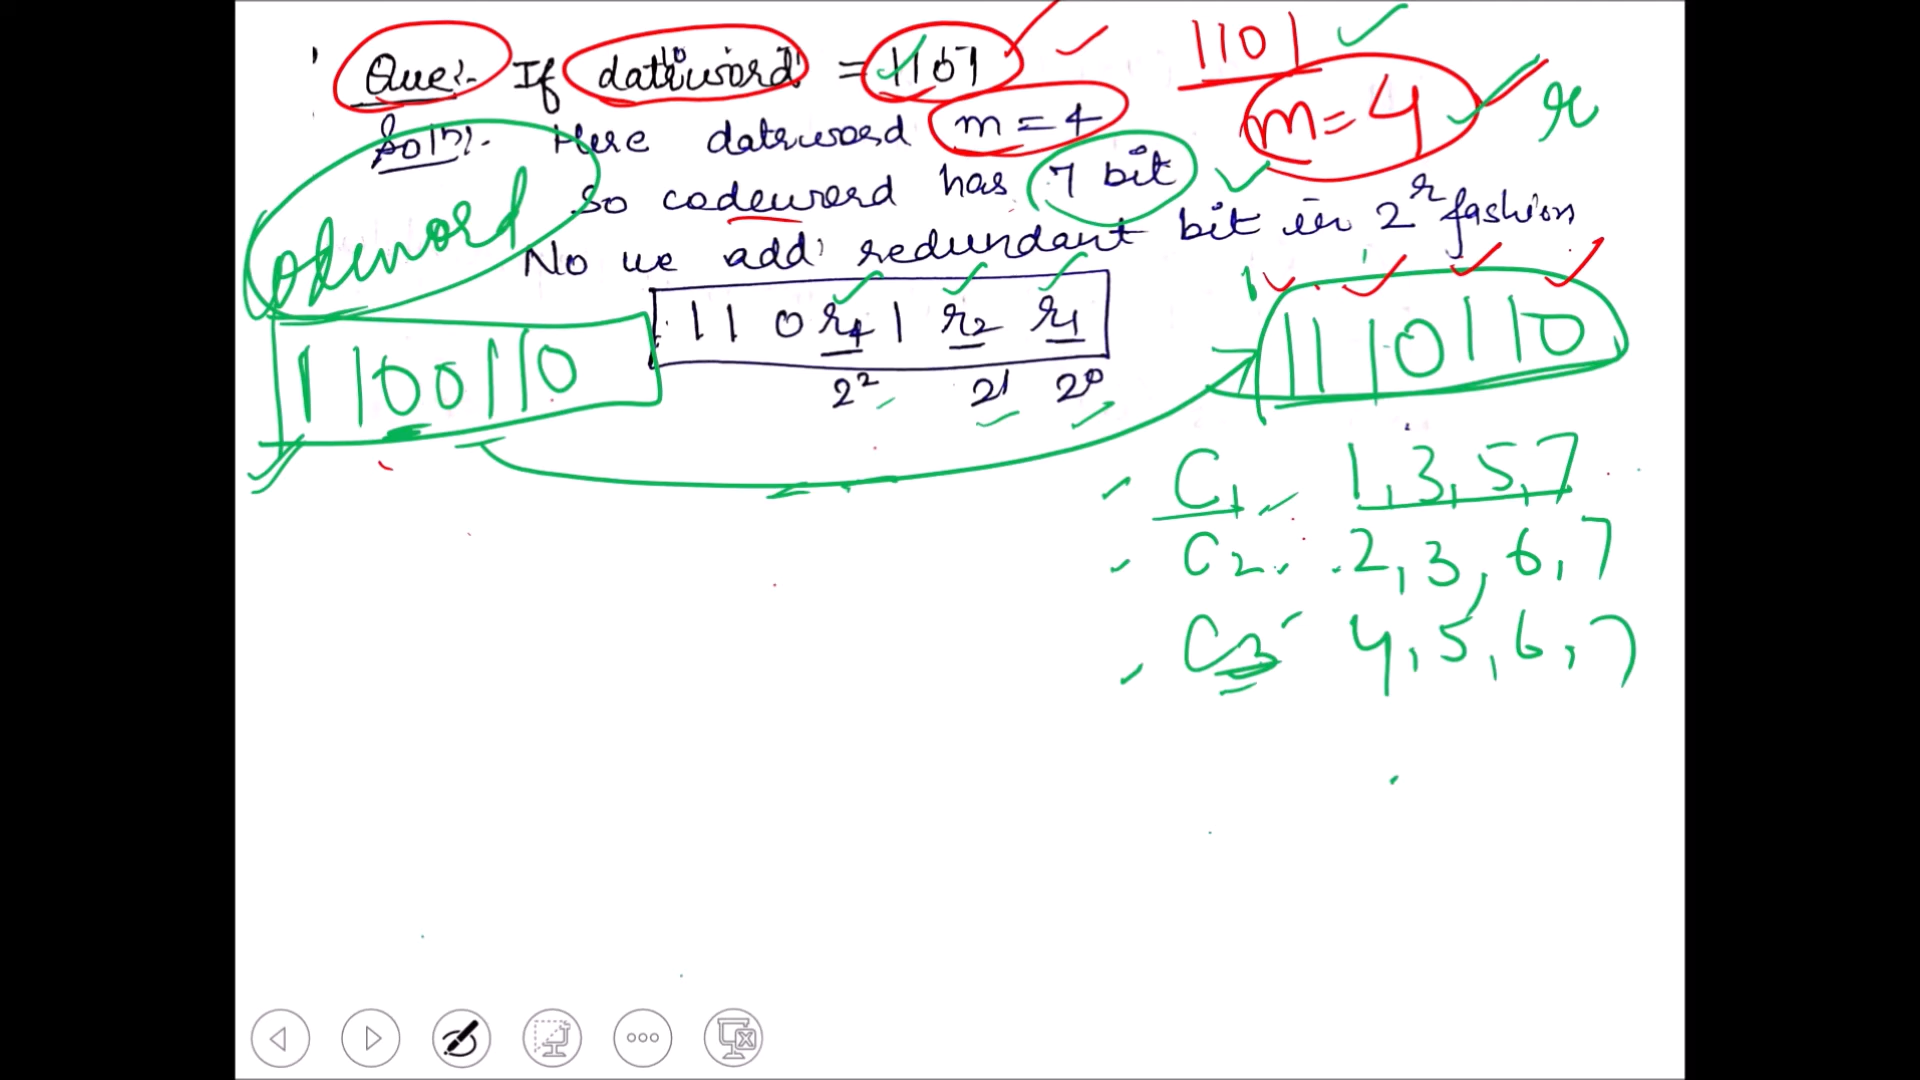 Que:- If dataword = 1101 1101
Soln:- Here dataword m = 4 m = 4 r
so codeword has 7 bit
No we add redundant bit in 2^r fashion
odeword
1 1 0 r4 1 r2 r1
2^2 2^1 2^0
1100110
1110110
C1 1, 3, 5, 7
C2 2, 3, 6, 7
C3 4, 5, 6, 7